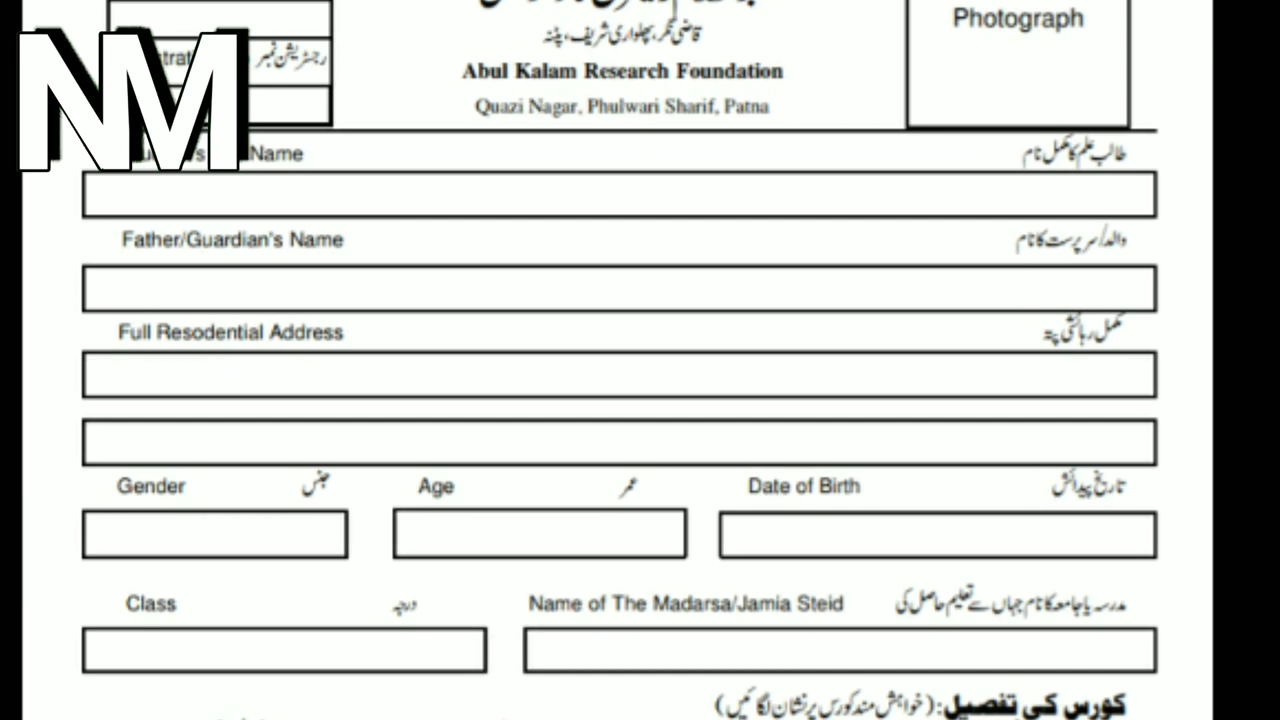 Photograph
قاضی نگر، پھلواری شریف، پٹنہ
NM
رجسٹریشن نمبر
Abul Kalam Research Foundation
Quazi Nagar, Phulwari Sharif, Patna
Name طالب علم کا مکمل نام
Father/Guardian's Name والد/سرپرست کا نام
Full Resodential Address مکمل رہائشی پتہ
Gender جنس Age عمر Date of Birth تاریخ پیدائش
Class درجہ Name of The Madarsa/Jamia Steid مدرسہ یا جامعہ کا نام جہاں سے تعلیم حاصل کی
کورس کی تفصیل: (خواہش مند کورس پر نشان لگائیں)